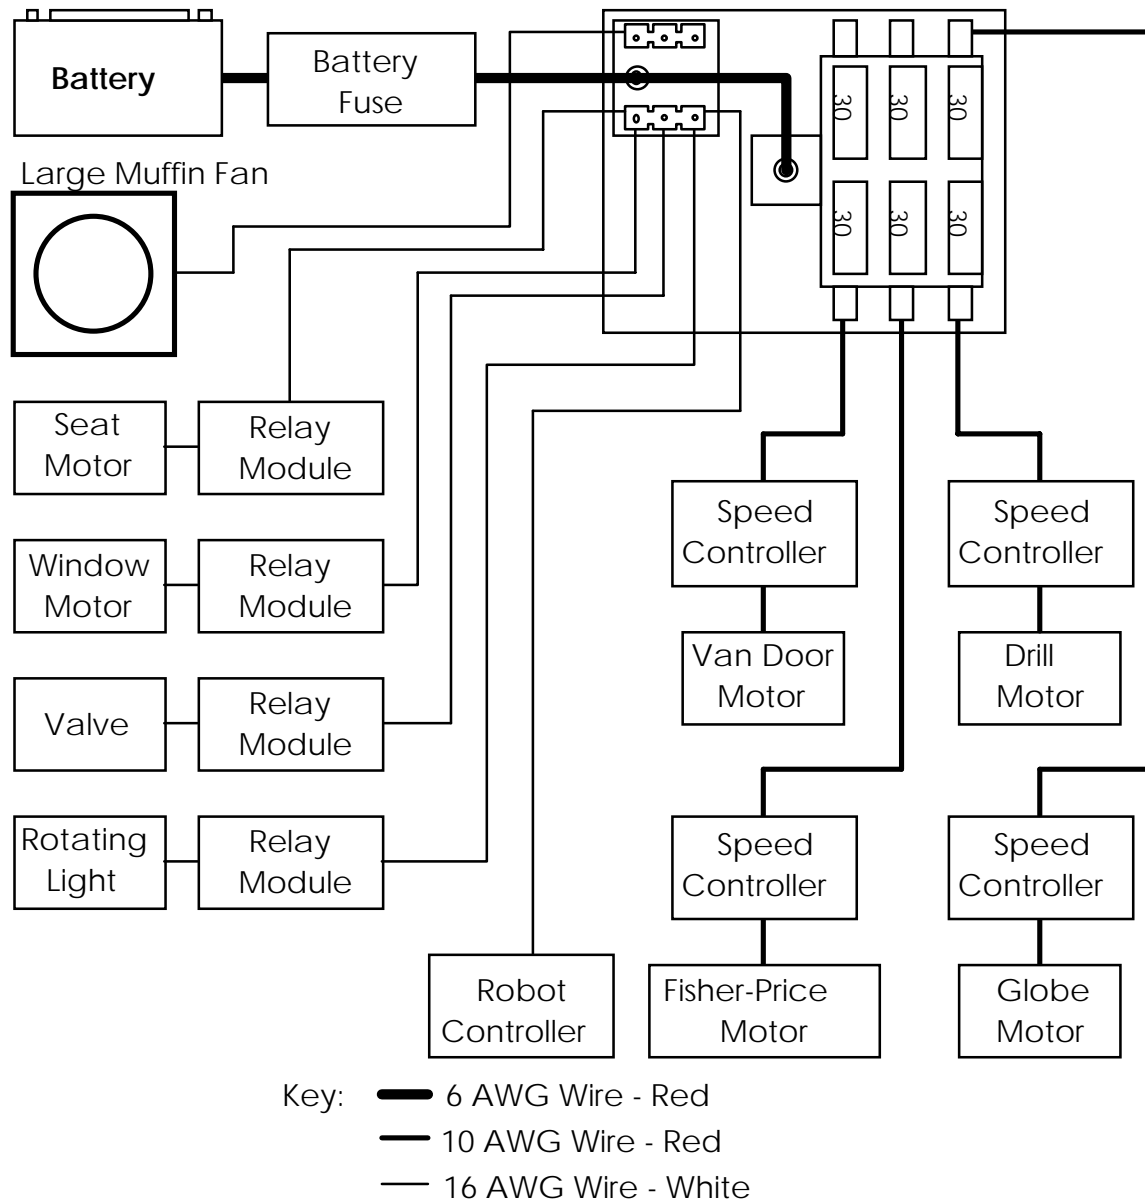 Battery
Battery
Fuse
30
30
30
Large Muffin Fan
30
30
30
Seat
Motor
Relay
Module
Speed
Controller
Speed
Controller
Window
Motor
Relay
Module
Van Door
Motor
Drill
Motor
Valve
Relay
Module
Rotating
Light
Relay
Module
Speed
Controller
Speed
Controller
Robot
Controller
Fisher-Price
Motor
Globe
Motor
Key:
6 AWG Wire - Red
10 AWG Wire - Red
16 AWG Wire - White